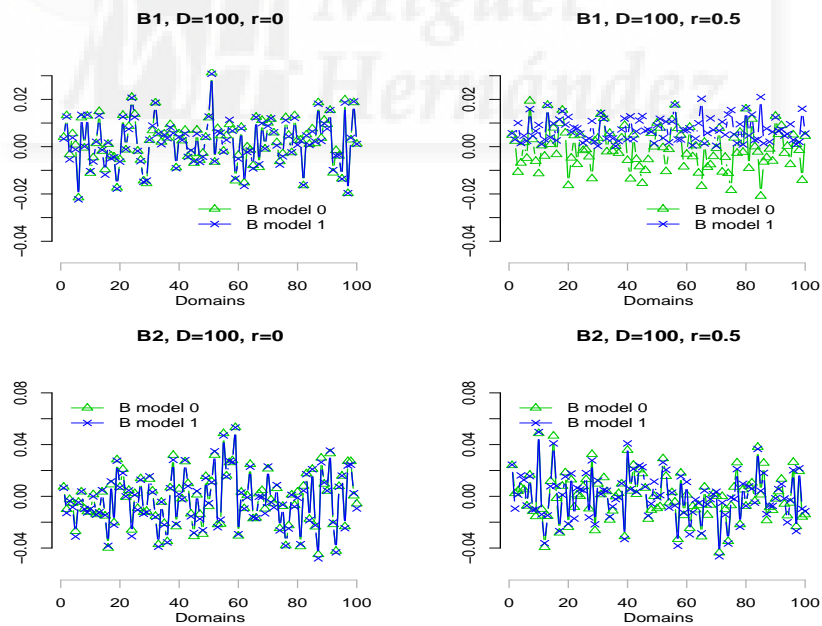 Miguel
Hernández
B1, D=100, r=0
0.02
0.00
−0.02
−0.04
B model 0
B model 1
0 20 40 60 80 100
Domains
B1, D=100, r=0.5
0.02
0.00
−0.02
−0.04
B model 0
B model 1
0 20 40 60 80 100
Domains
B2, D=100, r=0
0.08
0.04
0.00
−0.04
B model 0
B model 1
0 20 40 60 80 100
Domains
B2, D=100, r=0.5
0.08
0.04
0.00
−0.04
B model 0
B model 1
0 20 40 60 80 100
Domains